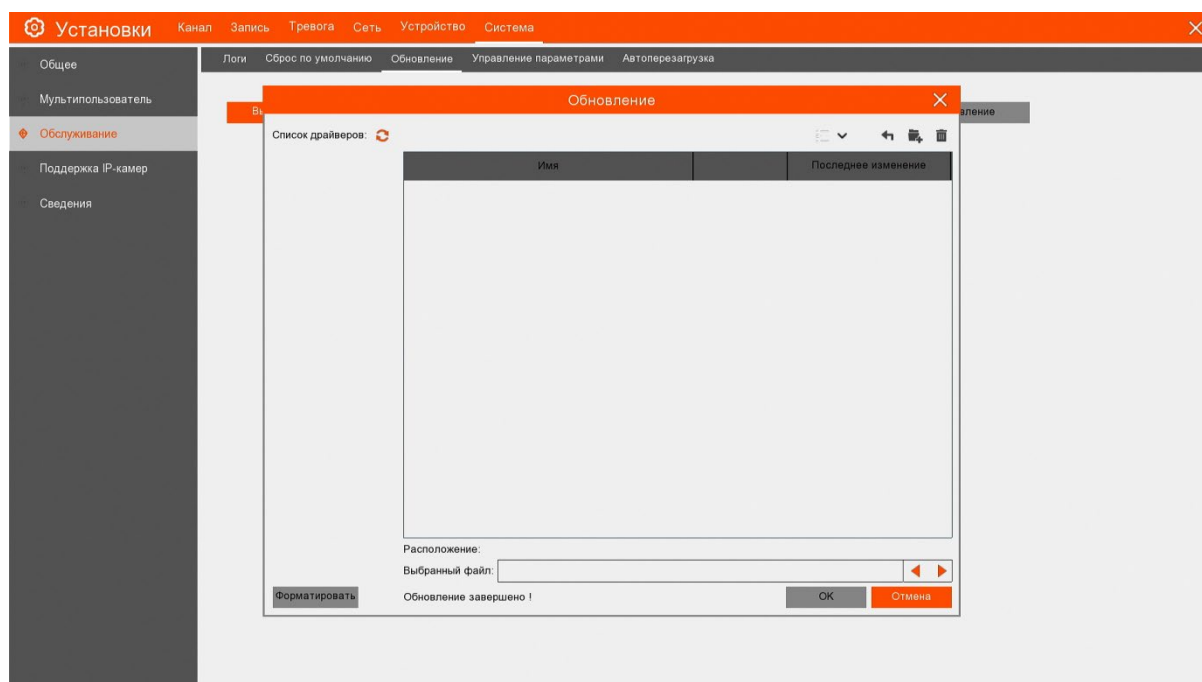 Установки Канал Запись Тревога Сеть Устройство Система
Общее
Мультипользователь
Обслуживание
Поддержка IP-камер
Сведения
Логи Сброс по умолчанию Обновление Управление параметрами Автоперезагрузка
Обновление
Список драйверов:
Имя Последнее изменение
Расположение:
Выбранный файл:
Форматировать Обновление завершено ! OK Отмена